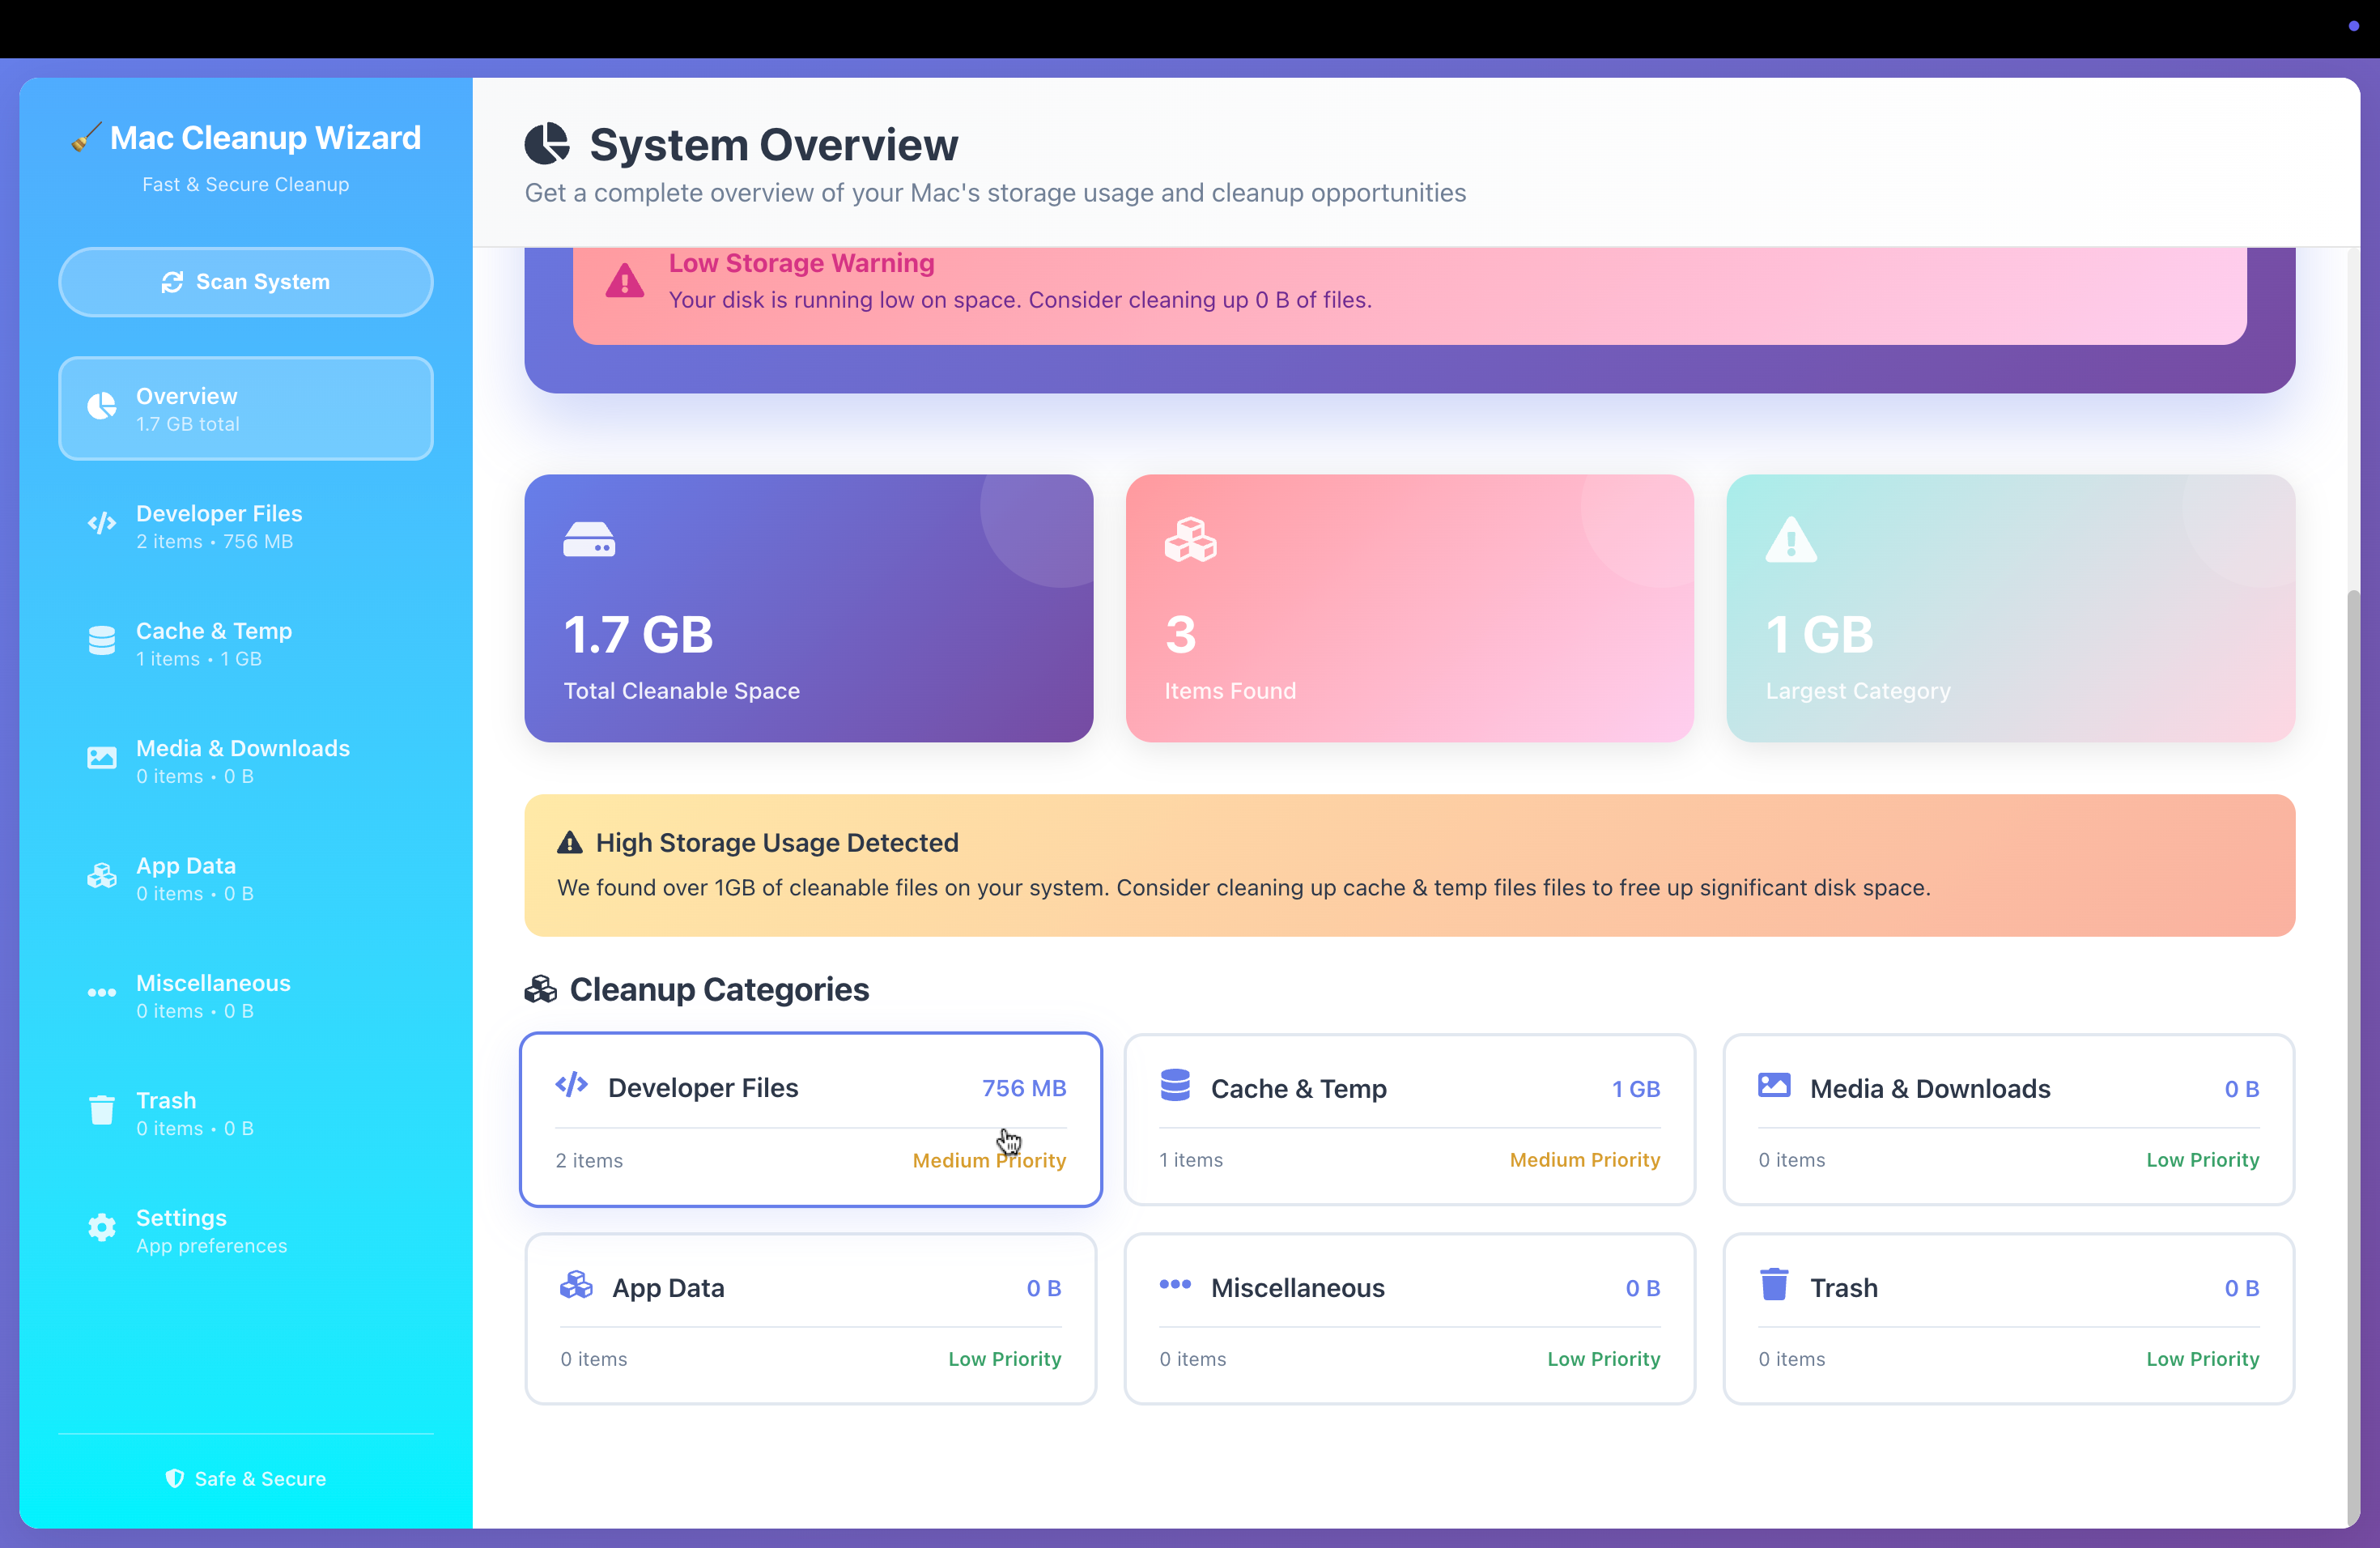 🧹 Mac Cleanup Wizard
Fast & Secure Cleanup
Scan System
Overview
1.7 GB total
Developer Files
2 items • 756 MB
Cache & Temp
1 items • 1 GB
Media & Downloads
0 items • 0 B
App Data
0 items • 0 B
Miscellaneous
0 items • 0 B
Trash
0 items • 0 B
Settings
App preferences
Safe & Secure
System Overview
Get a complete overview of your Mac's storage usage and cleanup opportunities
Low Storage Warning
Your disk is running low on space. Consider cleaning up 0 B of files.
1.7 GB
Total Cleanable Space
3
Items Found
1 GB
Largest Category
High Storage Usage Detected
We found over 1GB of cleanable files on your system. Consider cleaning up cache & temp files files to free up significant disk space.
Cleanup Categories
Developer Files 756 MB
2 items Medium Priority
Cache & Temp 1 GB
1 items Medium Priority
Media & Downloads 0 B
0 items Low Priority
App Data 0 B
0 items Low Priority
Miscellaneous 0 B
0 items Low Priority
Trash 0 B
0 items Low Priority